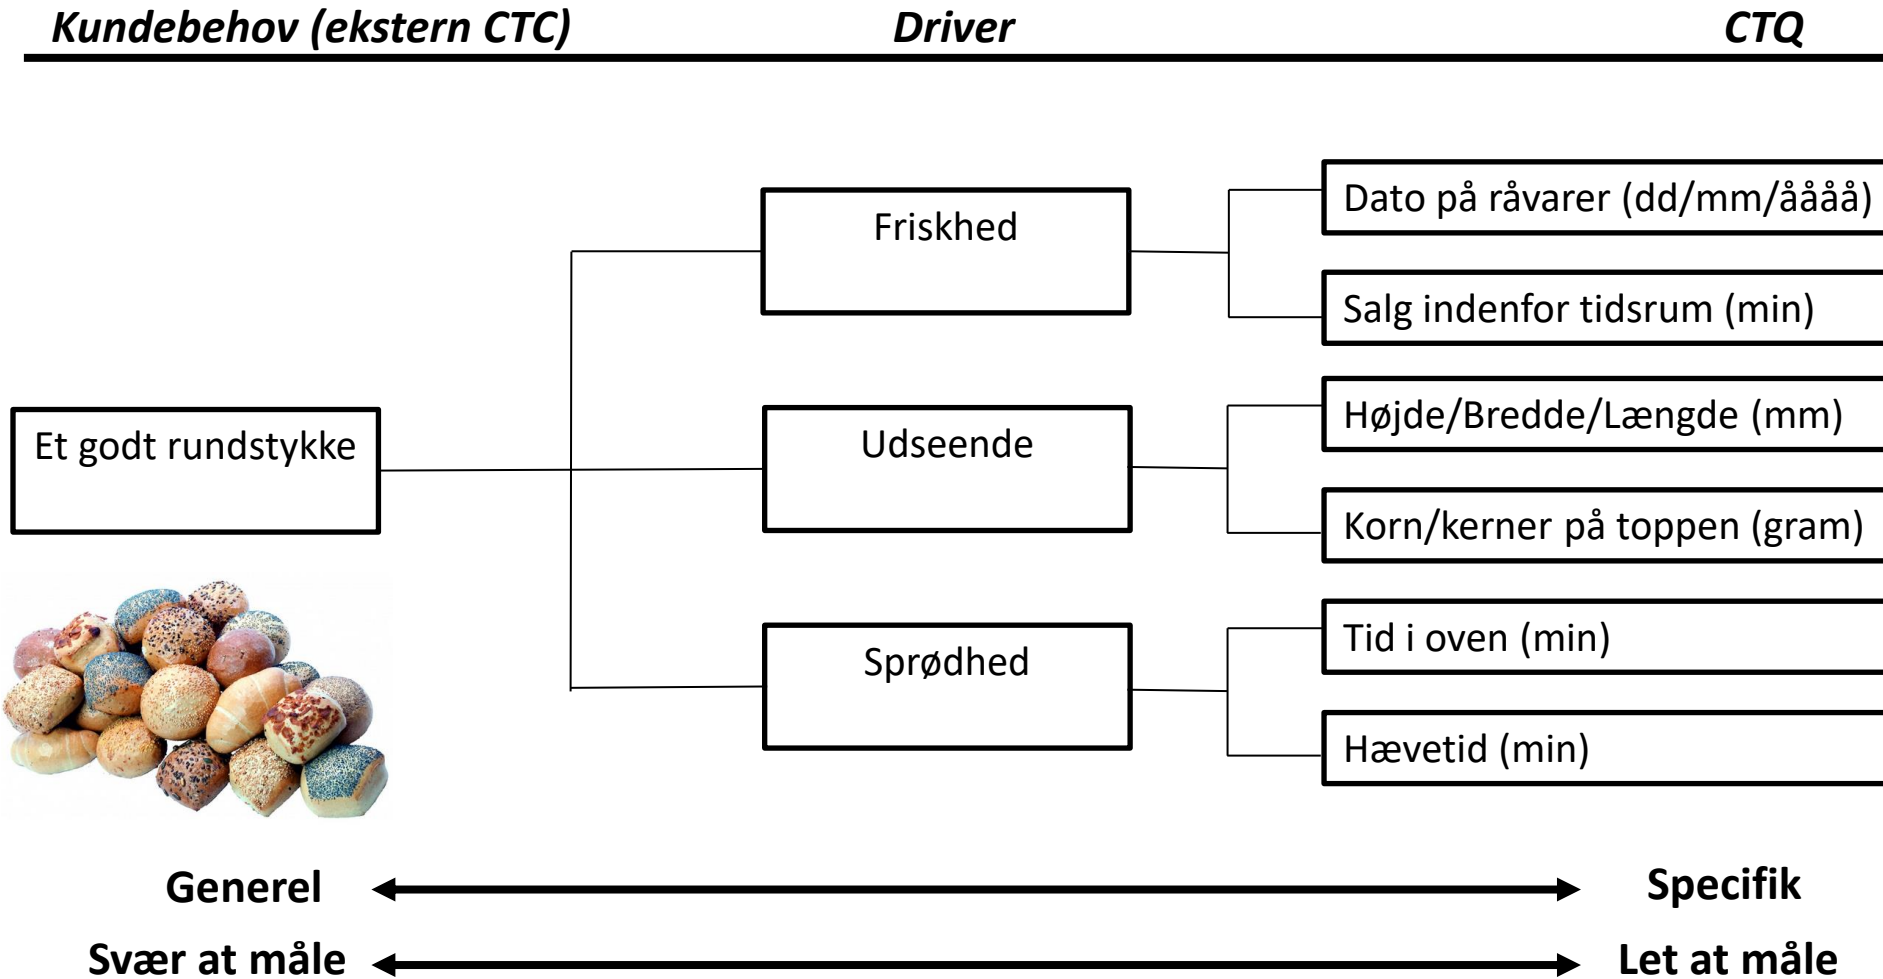 Kundebehov (ekstern CTC) Driver CTQ
Et godt rundstykke
Friskhed
Dato på råvarer (dd/mm/åååå)
Salg indenfor tidsrum (min)
Udseende
Højde/Bredde/Længde (mm)
Korn/kerner på toppen (gram)
Sprødhed
Tid i oven (min)
Hævetid (min)
Generel Specifik
Svær at måle Let at måle